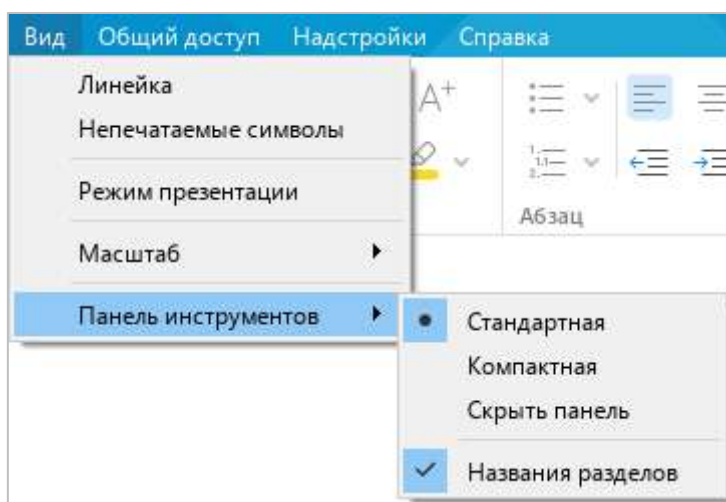 Вид Общий доступ Надстройки Справка
Линейка
Непечатаемые символы
Режим презентации
Масштаб
Панель инструментов
A+
Абзац
Стандартная
Компактная
Скрыть панель
Названия разделов